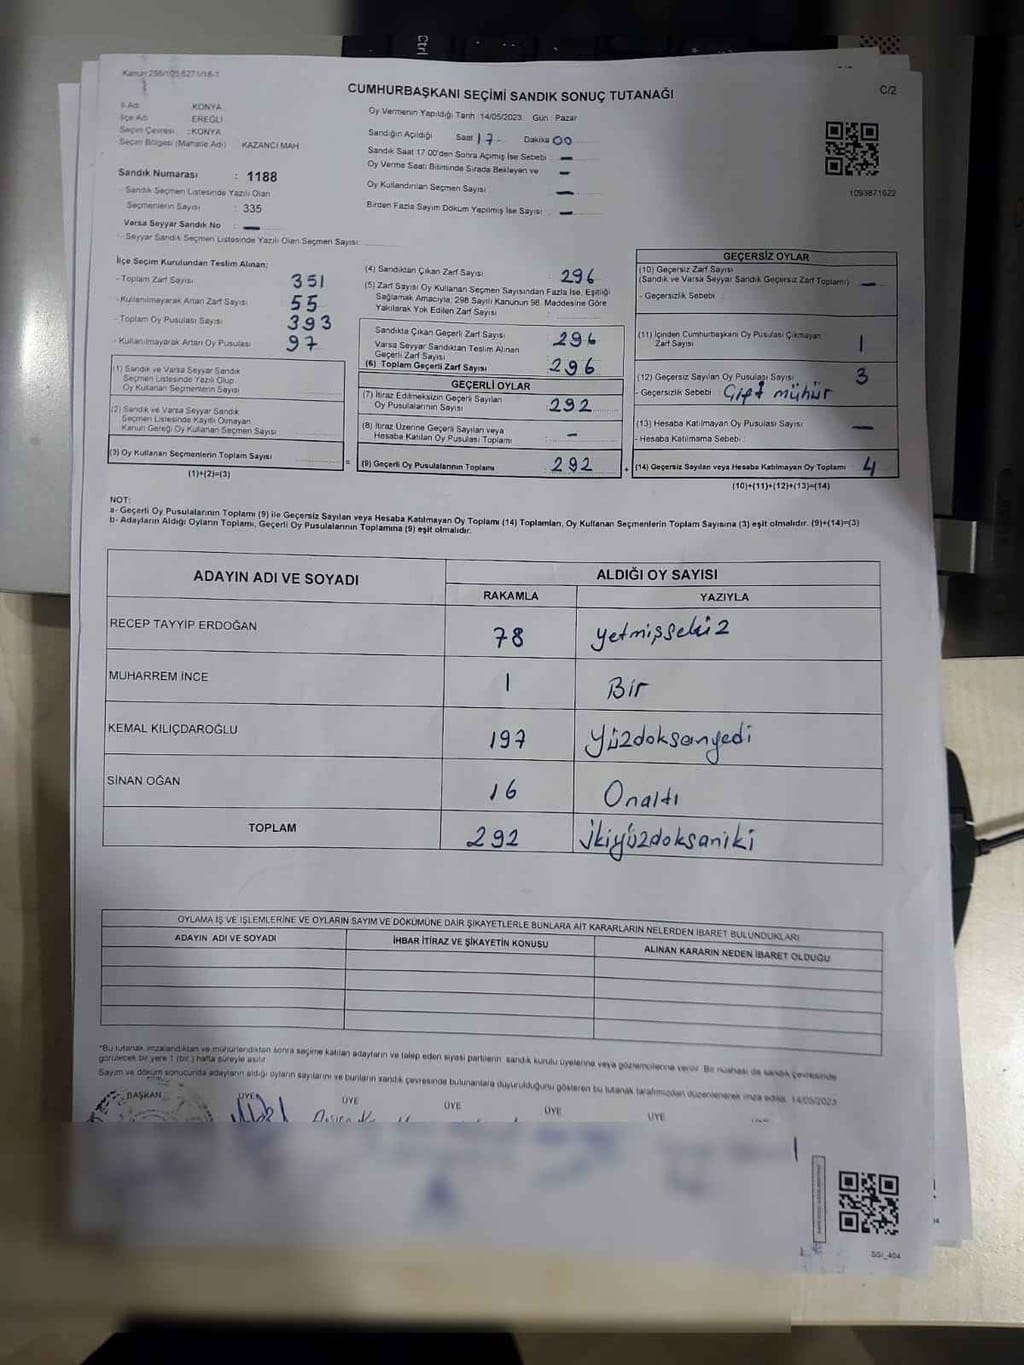 Ctrl
Kanun 298/105 6271/18-1
CUMHURBAŞKANI SEÇİMİ SANDIK SONUÇ TUTANAĞI
C/2
İl Adı KONYA
İlçe Adı EREĞLİ
Seçim Çevresi : KONYA
Seçim Bölgesi (Mahalle Adı) KAZANCI MAH
Oy Vermenin Yapıldığı Tarih :14/05/2023 Gün : Pazar
Sandığın Açıldığı Saat 17- Dakika 00
Sandık Saat 17.00'den Sonra Açımış İse Sebebi : —
Oy Verme Saati Bitiminde Sırada Bekleyen ve —
Oy Kullandırılan Seçmen Sayısı —
Birden Fazla Sayım Döküm Yapılmış İse Sayısı : —
1093871622
Sandık Numarası : 1188
- Sandık Seçmen Listesinde Yazılı Olan
Seçmenlerin Sayısı : 335
Varsa Seyyar Sandık No : —
- Seyyar Sandık Seçmen Listesinde Yazılı Olan Seçmen Sayısı:
İlçe Seçim Kurulundan Teslim Alınan;
- Toplam Zarf Sayısı 351
- Kullanılmayarak Artan Zarf Sayısı 55
- Toplam Oy Pusulası Sayısı 393
- Kullanılmayarak Artan Oy Pusulası 97
(1) Sandık ve Varsa Seyyar Sandık
Seçmen Listesinde Yazılı Olup
Oy Kullanan Seçmenlerin Sayısı
(2) Sandık ve Varsa Seyyar Sandık
Seçmen Listesinde Kayıtlı Olmayan
Kanun Gereği Oy Kullanan Seçmen Sayısı
(3) Oy Kullanan Seçmenlerin Toplam Sayısı =
(1)+(2)=(3)
(4) Sandıktan Çıkan Zarf Sayısı : 296
(5) Zarf Sayısı Oy Kullanan Seçmen Sayısından Fazla İse, Eşitliği
Sağlamak Amacıyla, 298 Sayılı Kanunun 98. Maddesine Göre
Yakılarak Yok Edilen Zarf Sayısı
Sandıkta Çıkan Geçerli Zarf Sayısı 296
Varsa Seyyar Sandıktan Teslim Alınan
Geçerli Zarf Sayısı
(6) Toplam Geçerli Zarf Sayısı 296
GEÇERLİ OYLAR
(7) İtiraz Edilmeksizin Geçerli Sayılan
Oy Pusulalarının Sayısı 292
(8) İtiraz Üzerine Geçerli Sayılan veya
Hesaba Katılan Oy Pusulası Toplamı : —
(9) Geçerli Oy Pusulalarının Toplamı : 292 +
GEÇERSİZ OYLAR
(10) Geçersiz Zarf Sayısı
(Sandık ve Varsa Seyyar Sandık Geçersiz Zarf Toplamı) —
- Geçersizlik Sebebi :
(11) İçinden Cumhurbaşkanı Oy Pusulası Çıkmayan
Zarf Sayısı 1
(12) Geçersiz Sayılan Oy Pusulası Sayısı 3
- Geçersizlik Sebebi Çift mühür
(13) Hesaba Katılmayan Oy Pusulası Sayısı —
- Hesaba Katılmama Sebebi :
(14) Geçersiz Sayılan veya Hesaba Katılmayan Oy Toplamı : 4
(10)+(11)+(12)+(13)=(14)
NOT:
a- Geçerli Oy Pusulalarının Toplamı (9) ile Geçersiz Sayılan veya Hesaba Katılmayan Oy Toplamı (14) Toplamları, Oy Kullanan Seçmenlerin Toplam Sayısına (3) eşit olmalıdır. (9)+(14)=(3)
b- Adayların Aldığı Oyların Toplamı, Geçerli Oy Pusulalarının Toplamına (9) eşit olmalıdır.
ADAYIN ADI VE SOYADI
ALDIĞI OY SAYISI
RAKAMLA YAZIYLA
RECEP TAYYİP ERDOĞAN 78 yetmişsekiz
MUHARREM İNCE 1 Bir
KEMAL KILIÇDAROĞLU 197 yüzdoksanyedi
SİNAN OĞAN 16 Onaltı
TOPLAM 292 İkiyüzdoksaniki
OYLAMA İŞ VE İŞLEMLERİNE VE OYLARIN SAYIM VE DÖKÜMÜNE DAİR ŞİKAYETLERLE BUNLARA AİT KARARLARIN NELERDEN İBARET BULUNDUKLARI
ADAYIN ADI VE SOYADI İHBAR İTİRAZ VE ŞİKAYETİN KONUSU ALINAN KARARIN NEDEN İBARET OLDUĞU
*Bu tutanak imzalandıktan ve mühürlendikten sonra seçime katılan adayların ve talep eden siyasi partilerin sandık kurulu üyelerine veya gözlemcilerine verilir. Bir nüshası da sandık çevresinde
görülecek bir yere 1 (bir ) hafta süreyle asılır
Sayım ve döküm sonucunda adayların aldığı oyların sayılarını ve bunların sandık çevresinde bulunanlara duyurulduğunu gösteren bu tutanak tarafımızdan düzenlenerek imza edildi. 14/05/2023
BAŞKAN ÜYE ÜYE ÜYE ÜYE ÜYE
SSI_404